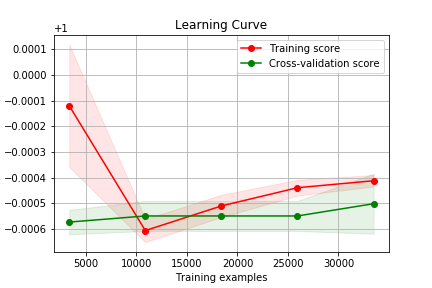 Learning Curve
+1
Training score
Cross-validation score
0.0001
0.0000
−0.0001
−0.0002
−0.0003
−0.0004
−0.0005
−0.0006
5000 10000 15000 20000 25000 30000
Training examples